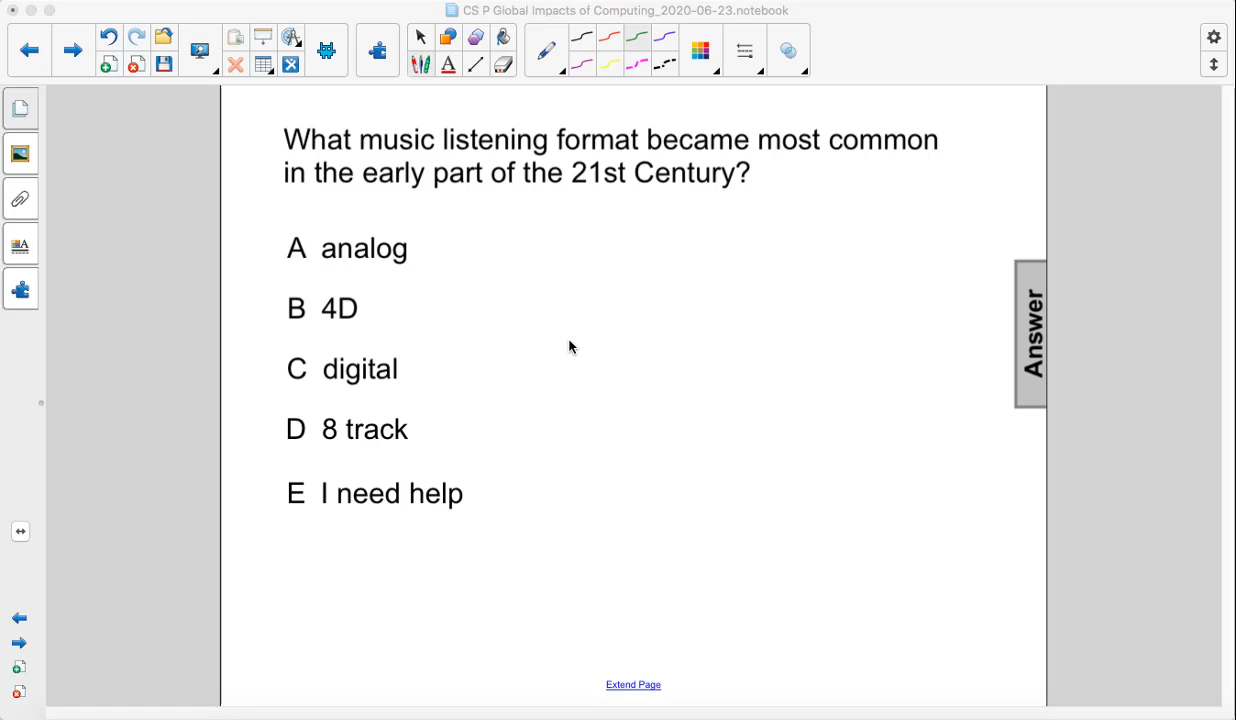 CS P Global Impacts of Computing_2020-06-23.notebook
What music listening format became most common
in the early part of the 21st Century?
A analog
B 4D
C digital
D 8 track
E I need help
Answer
Extend Page